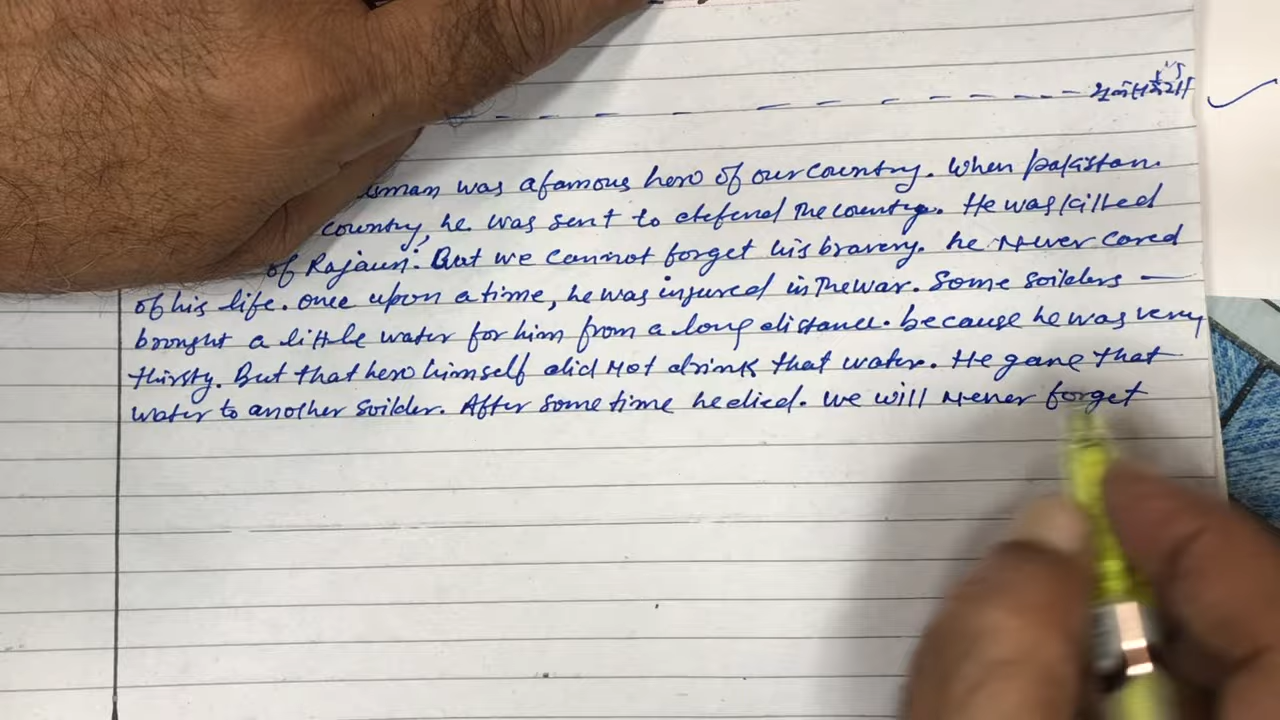 usman was a famous hero of our country. When pakistan.
country, he was sent to defend the country. He was killed
of Rajauri. But we cannot forget his bravery. he Never cared
of his life. once upon a time, he was injured in the war. Some soilders —
brought a little water for him from a long distance. because he was very
thirsty. But that hero himself did Not drink that water. He gave that
water to another soilder. After some time he died. We will Never forget